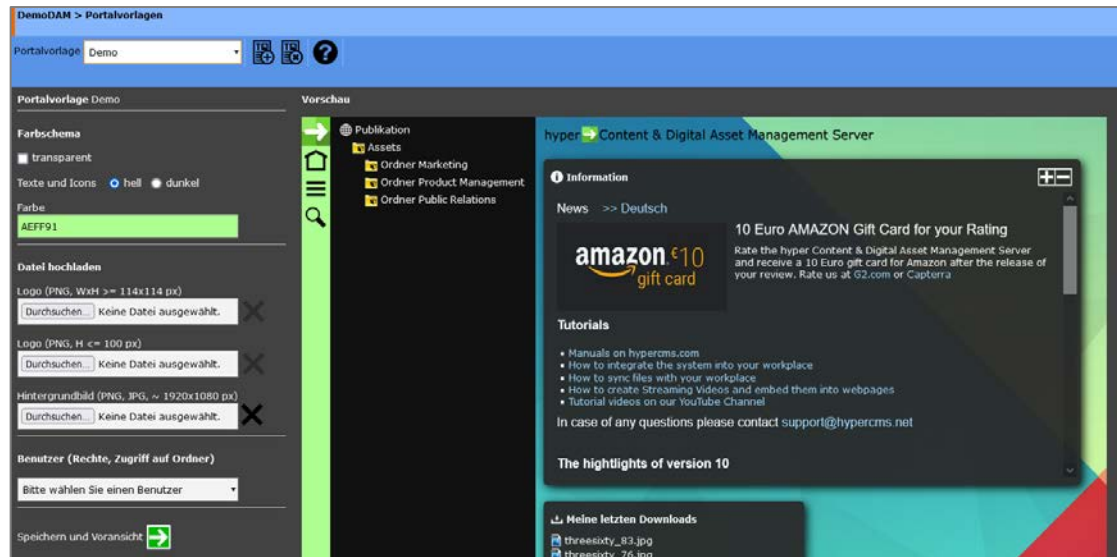 DemoDAM > Portalvorlagen
Portalvorlage Demo
Portalvorlage Demo
Farbschema
transparent
Texte und Icons hell dunkel
Farbe
AEFF91
Datei hochladen
Logo (PNG, WxH >= 114x114 px)
Durchsuchen... Keine Datei ausgewählt.
Logo (PNG, H <= 100 px)
Durchsuchen... Keine Datei ausgewählt.
Hintergrundbild (PNG, JPG, ~ 1920x1080 px)
Durchsuchen... Keine Datei ausgewählt.
Benutzer (Rechte, Zugriff auf Ordner)
Bitte wählen Sie einen Benutzer
Speichern und Voransicht
Vorschau
Publikation
Assets
Ordner Marketing
Ordner Product Management
Ordner Public Relations
hyper Content & Digital Asset Management Server
Information
News >> Deutsch
amazon €10
gift card
10 Euro AMAZON Gift Card for your Rating
Rate the hyper Content & Digital Asset Management Server
and receive a 10 Euro gift card for Amazon after the release of
your review. Rate us at G2.com or Capterra
Tutorials
▪ Manuals on hypercms.com
▪ How to integrate the system into your workplace
▪ How to sync files with your workplace
▪ How to create Streaming Videos and embed them into webpages
▪ Tutorial videos on our YouTube Channel
In case of any questions please contact support@hypercms.net
The hightlights of version 10
Meine letzten Downloads
threesixty_83.jpg
threesixty_76.jpg